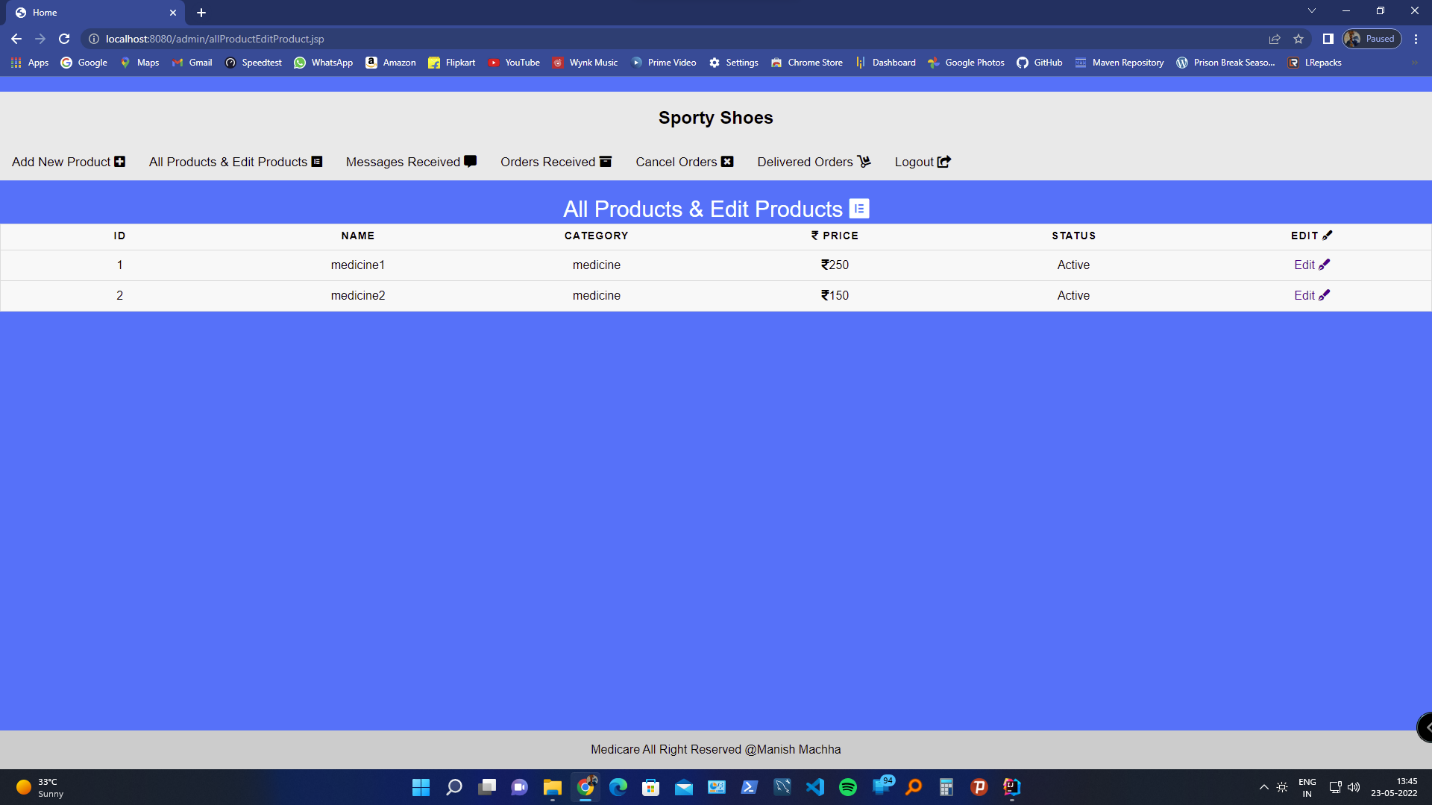 Home
localhost:8080/admin/allProductEditProduct.jsp
Paused
Apps Google Maps Gmail Speedtest WhatsApp Amazon Flipkart YouTube Wynk Music Prime Video Settings Chrome Store Dashboard Google Photos GitHub Maven Repository Prison Break Seaso... LRepacks
Sporty Shoes
Add New Product All Products & Edit Products Messages Received Orders Received Cancel Orders Delivered Orders Logout
All Products & Edit Products
ID NAME CATEGORY ₹ PRICE STATUS EDIT
1 medicine1 medicine ₹250 Active Edit
2 medicine2 medicine ₹150 Active Edit
Medicare All Right Reserved @Manish Machha
33°C
Sunny
94
ENG
IN
13:45
23-05-2022